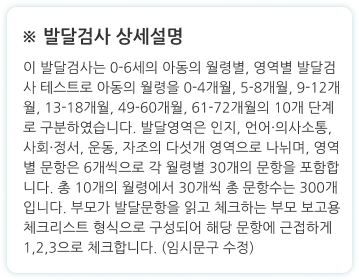 ※ 발달검사 상세설명
이 발달검사는 0-6세의 아동의 월령별, 영역별 발달검
사 테스트로 아동의 월령을 0-4개월, 5-8개월, 9-12개
월, 13-18개월, 49-60개월, 61-72개월의 10개 단계
로 구분하였습니다. 발달영역은 인지, 언어·의사소통,
사회·정서, 운동, 자조의 다섯개 영역으로 나뉘며, 영역
별 문항은 6개씩으로 각 월령별 30개의 문항을 포함합
니다. 총 10개의 월령에서 30개씩 총 문항수는 300개
입니다. 부모가 발달문항을 읽고 체크하는 부모 보고용
체크리스트 형식으로 구성되어 해당 문항에 근접하게
1,2,3으로 체크합니다. (임시문구 수정)